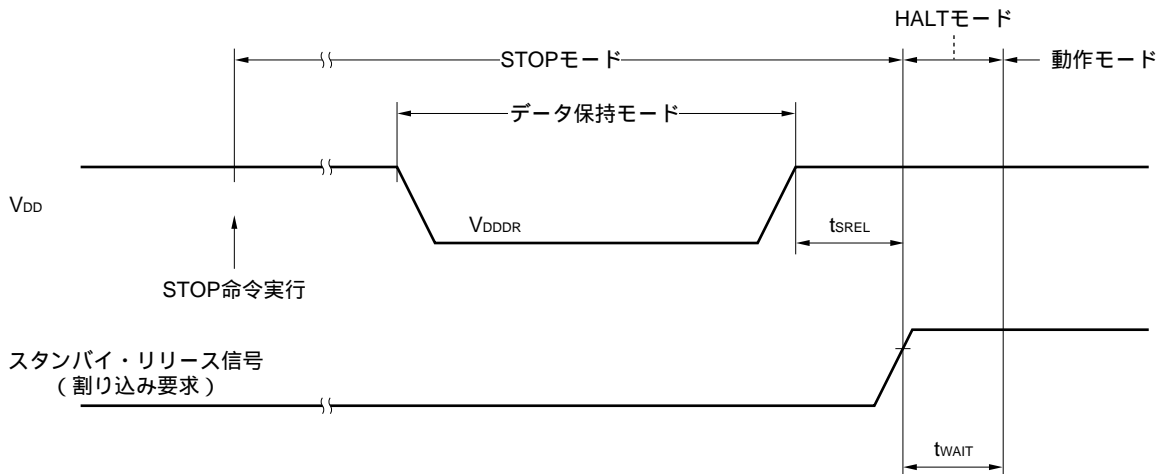 HALTモード
STOPモード
動作モード
データ保持モード
VDD
VDDDR
tSREL
STOP命令実行
スタンバイ・リリース信号
(割り込み要求)
tWAIT